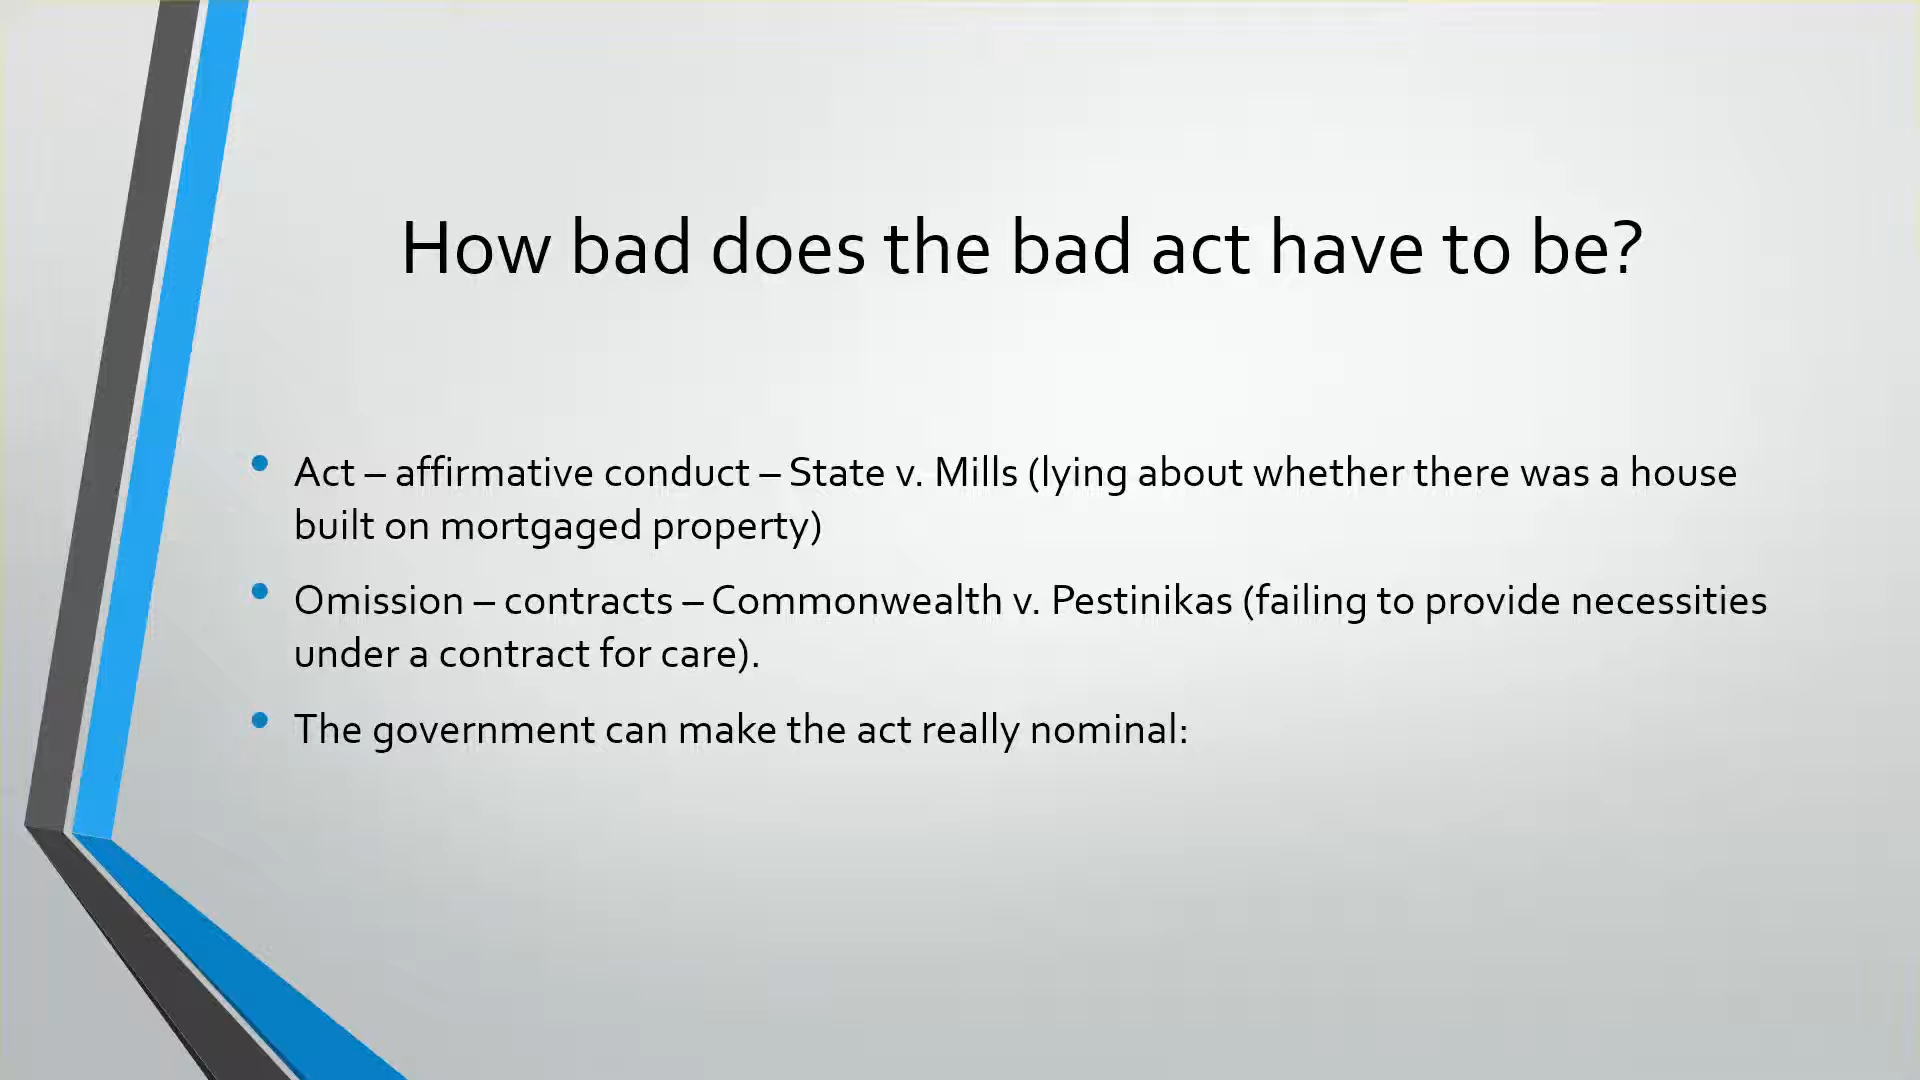 How bad does the bad act have to be?
• Act – affirmative conduct – State v. Mills (lying about whether there was a house
built on mortgaged property)
• Omission – contracts – Commonwealth v. Pestinikas (failing to provide necessities
under a contract for care).
• The government can make the act really nominal: